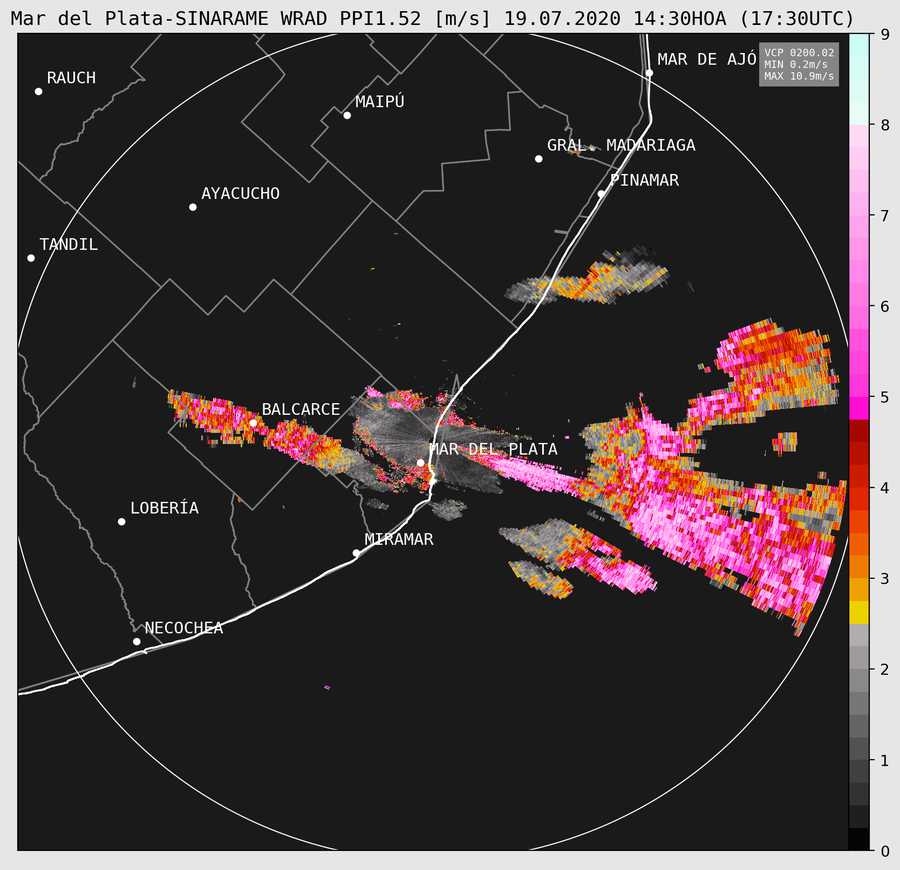 Mar del Plata-SINARAME WRAD PPI1.52 [m/s] 19.07.2020 14:30HOA (17:30UTC)
VCP 0200.02
MIN 0.2m/s
MAX 10.9m/s
MAR DE AJÓ
RAUCH
MAIPÚ
GRAL. MADARIAGA
PINAMAR
AYACUCHO
TANDIL
BALCARCE
MAR DEL PLATA
LOBERÍA
MIRAMAR
NECOCHEA
9
8
7
6
5
4
3
2
1
0